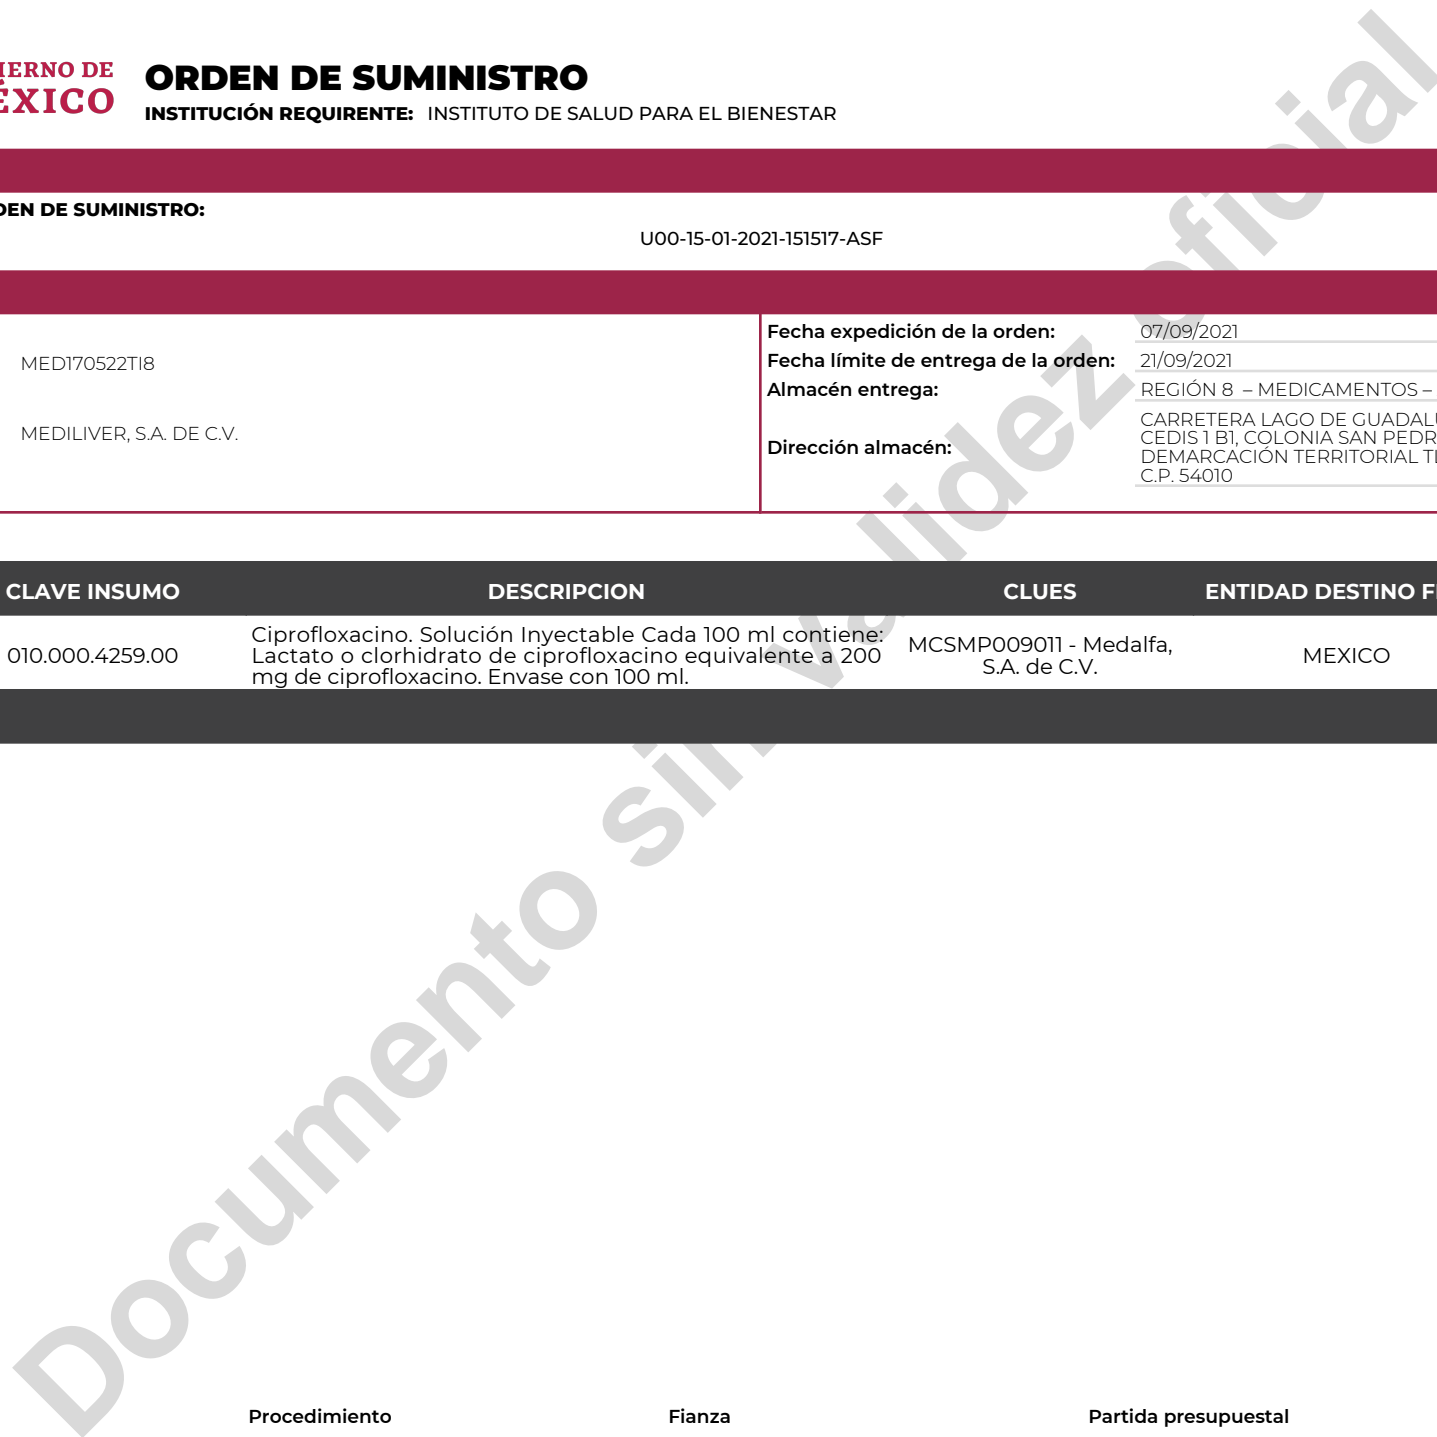 IERNO DE
ÉXICO
ORDEN DE SUMINISTRO
INSTITUCIÓN REQUIRENTE: INSTITUTO DE SALUD PARA EL BIENESTAR
DEN DE SUMINISTRO:
U00-15-01-2021-151517-ASF
MED170522TI8
MEDILIVER, S.A. DE C.V.
Fecha expedición de la orden: 07/09/2021
Fecha límite de entrega de la orden: 21/09/2021
Almacén entrega: REGIÓN 8 – MEDICAMENTOS –
Dirección almacén:
CARRETERA LAGO DE GUADALU
CEDIS 1 B1, COLONIA SAN PEDR
DEMARCACIÓN TERRITORIAL TL
C.P. 54010
CLAVE INSUMO DESCRIPCION CLUES ENTIDAD DESTINO FI
010.000.4259.00
Ciprofloxacino. Solución Inyectable Cada 100 ml contiene:
Lactato o clorhidrato de ciprofloxacino equivalente a 200
mg de ciprofloxacino. Envase con 100 ml.
MCSMP009011 - Medalfa,
S.A. de C.V.
MEXICO
Documento sin validez oficial
Procedimiento Fianza Partida presupuestal